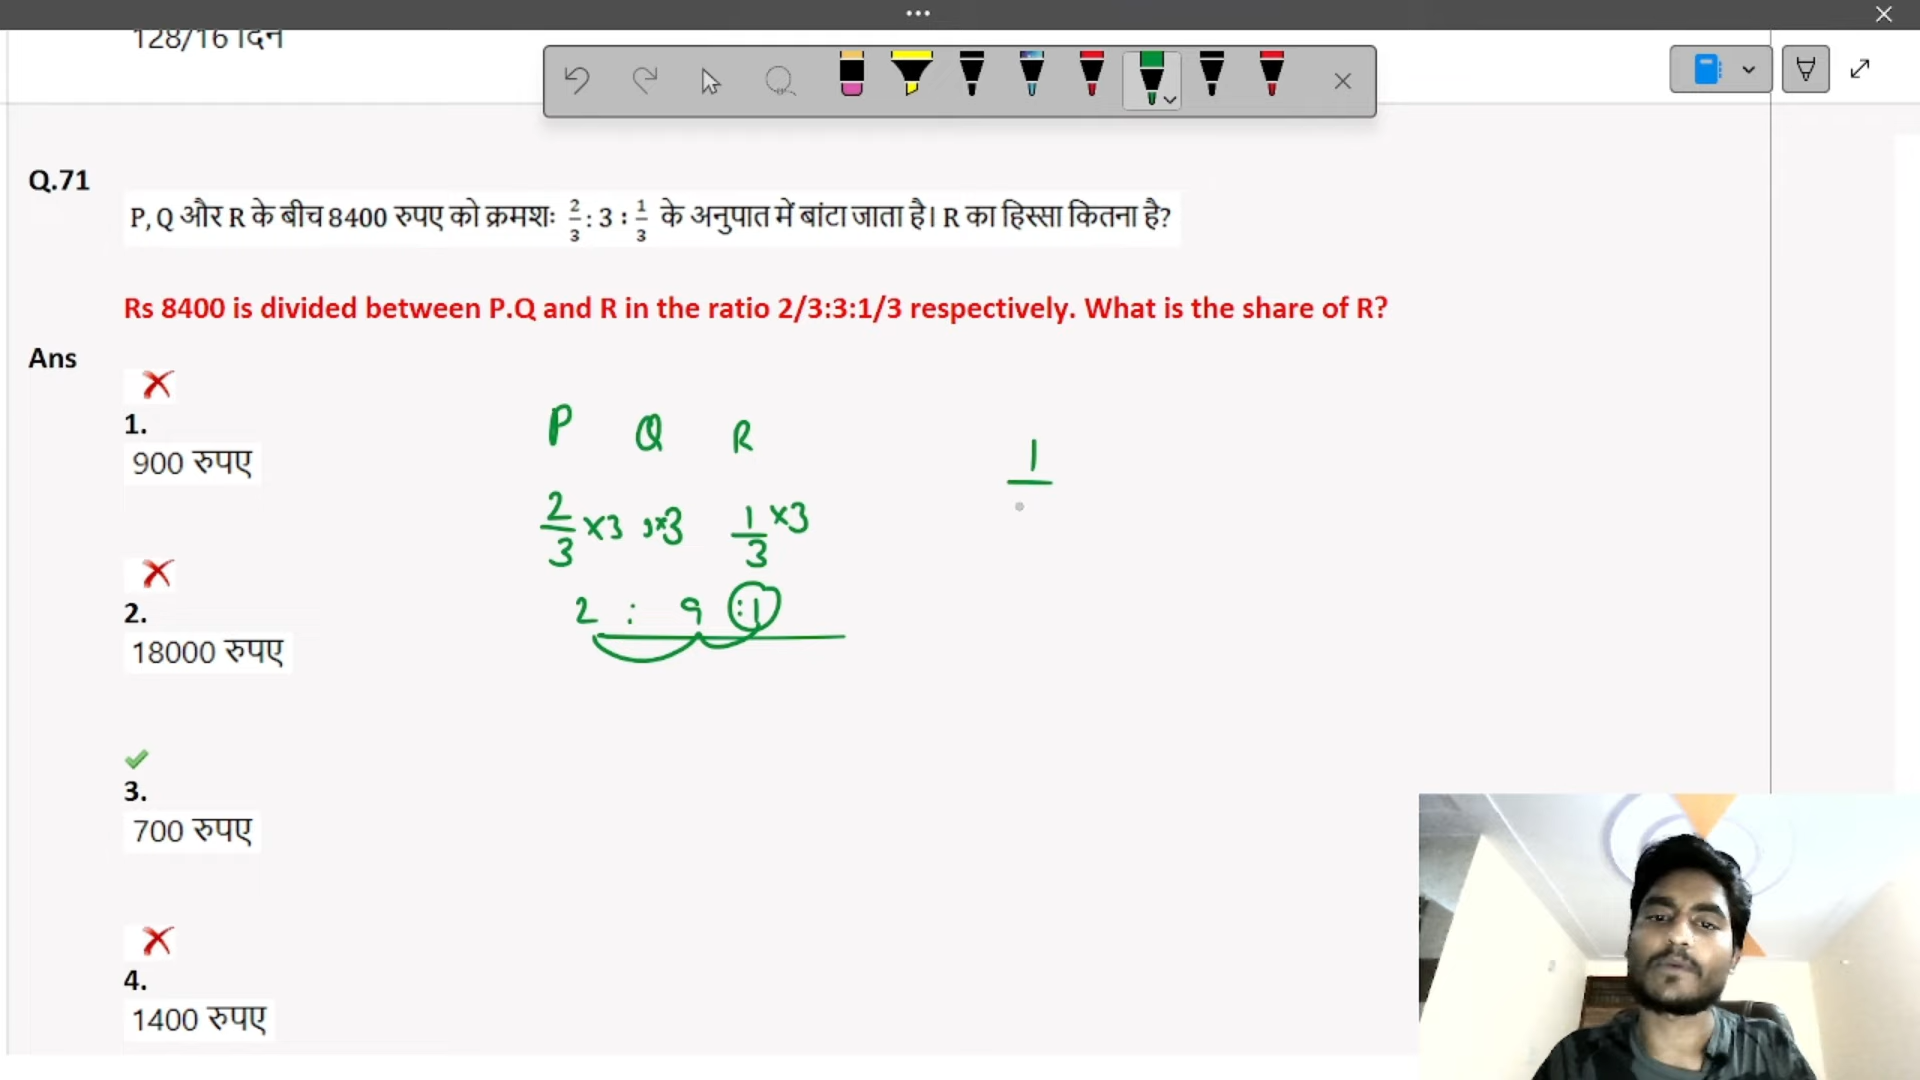 128/16 दिन
Q.71
P, Q और R के बीच 8400 रुपए को क्रमशः 2/3 : 3 : 1/3 के अनुपात में बांटा जाता है। R का हिस्सा कितना है?
Rs 8400 is divided between P.Q and R in the ratio 2/3:3:1/3 respectively. What is the share of R?
Ans
1.
900 रुपए
2.
18000 रुपए
3.
700 रुपए
4.
1400 रुपए
P Q R
2/3 ×3 3×3 1/3 ×3
2 : 9 :1
1